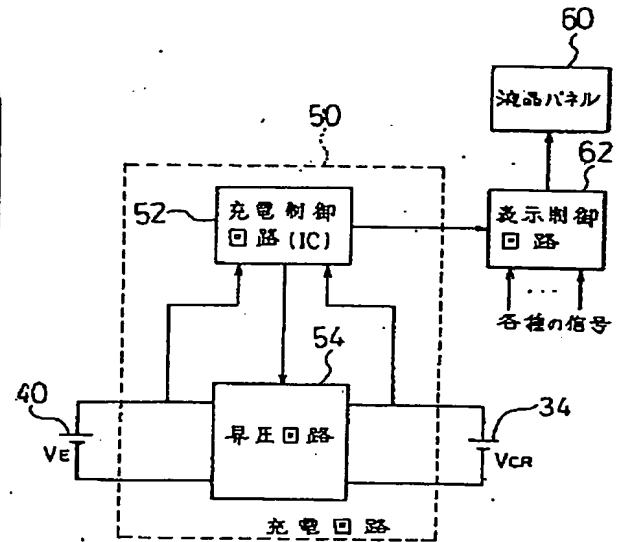 60
液晶パネル
50
62
52
充電制御
回路(IC)
表示制御
回路
...
各種の信号
54
40
34
昇圧回路
VE
VCR
充電回路